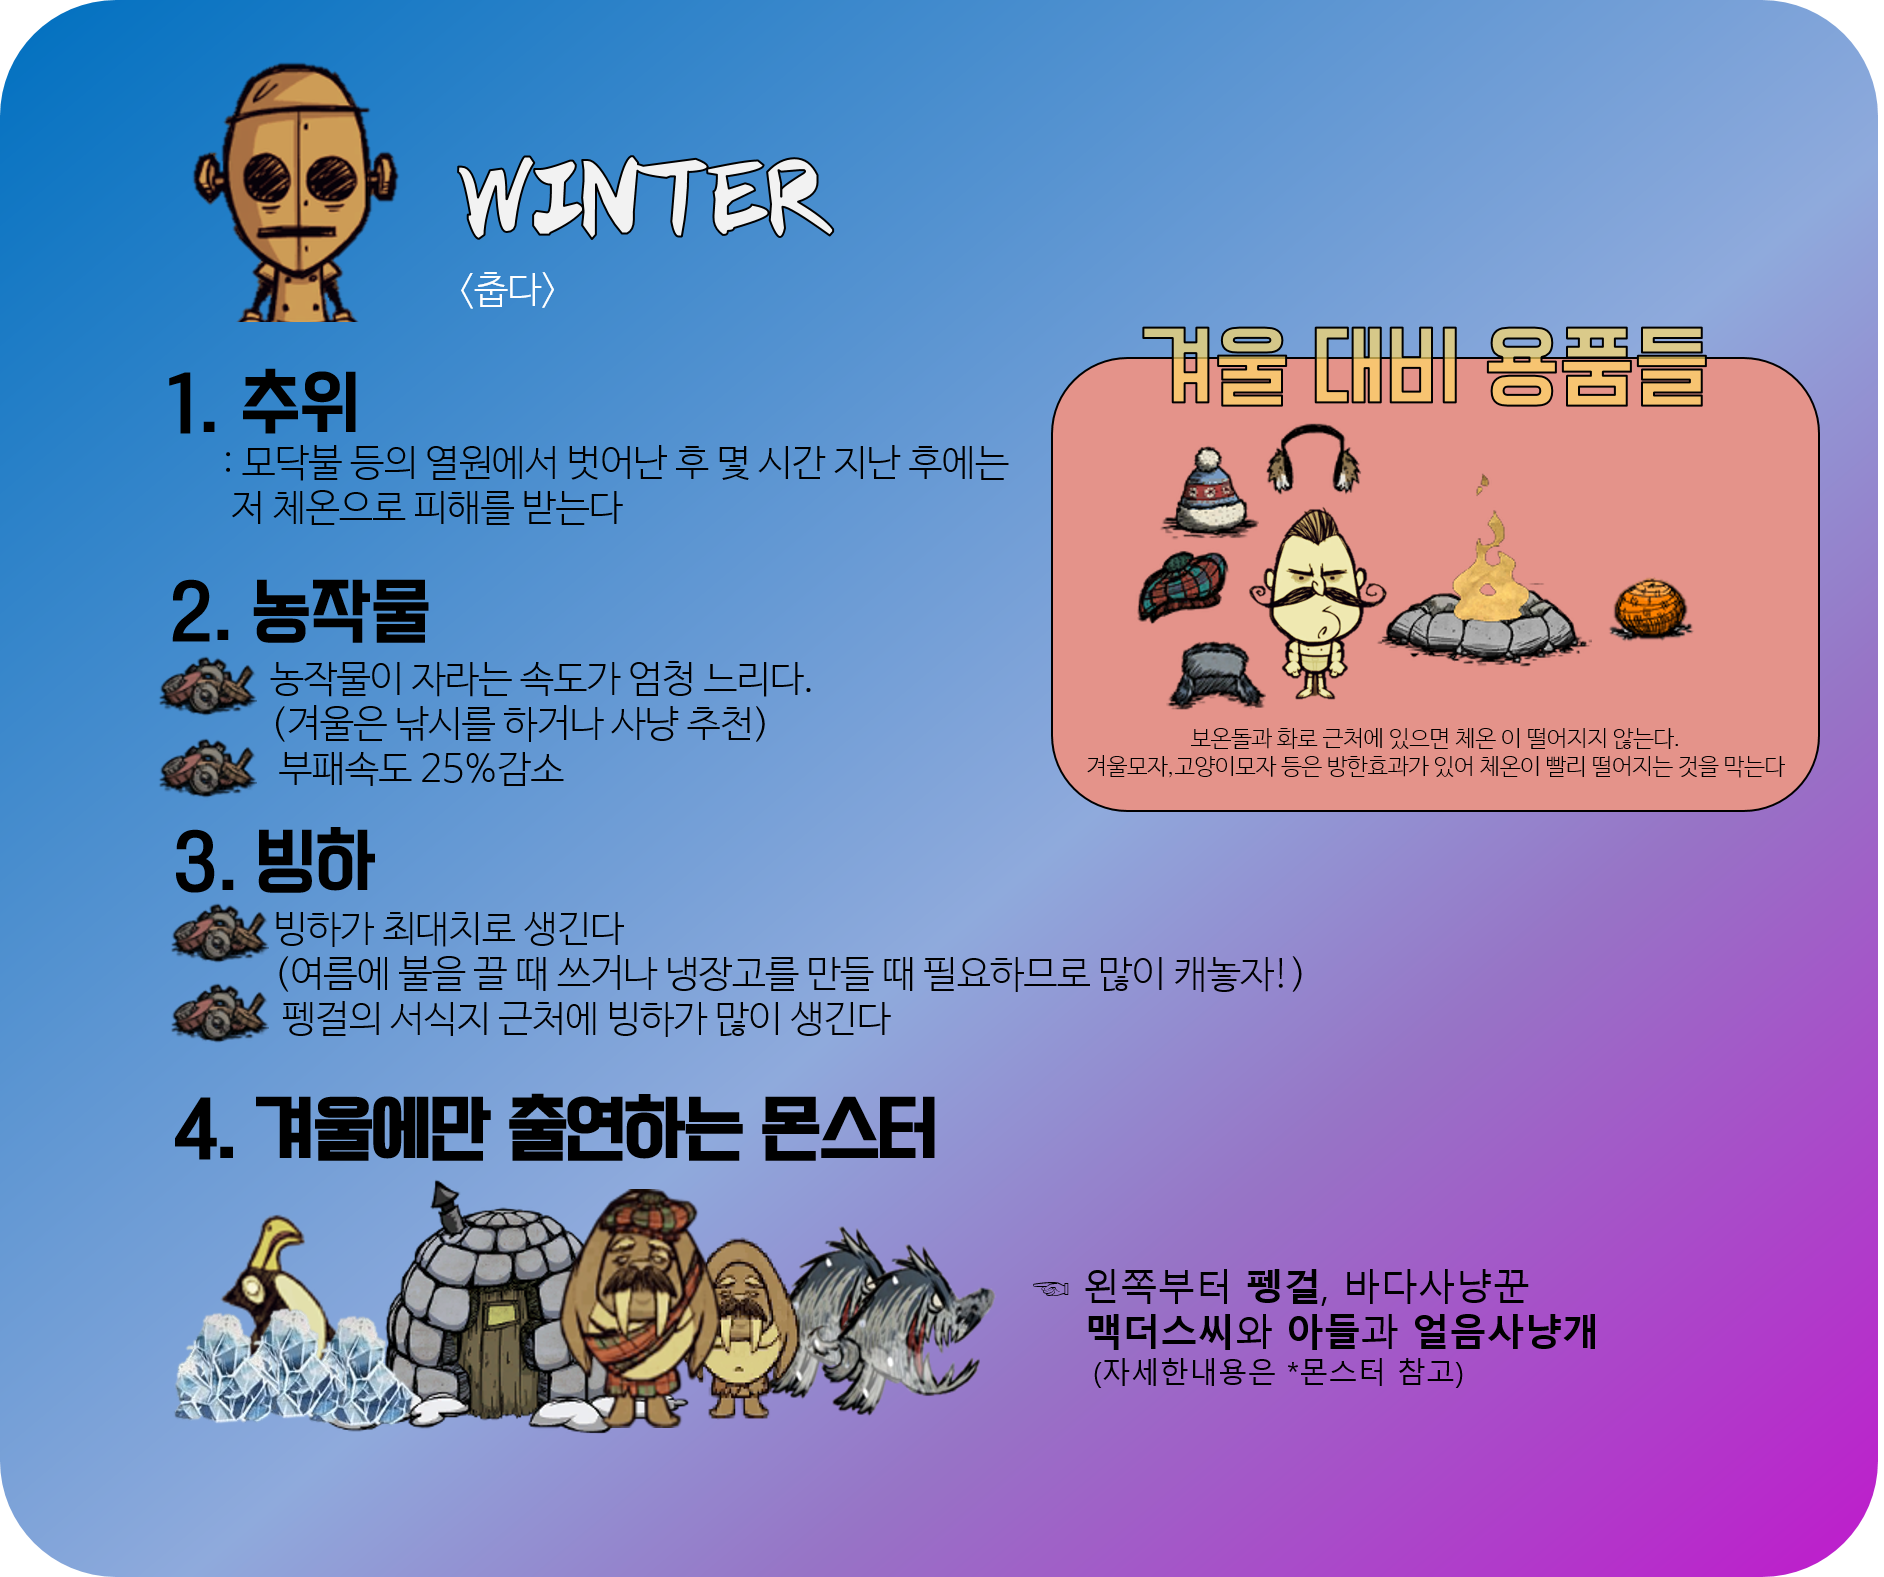 WINTER
<춥다>
1. 추위
: 모닥불 등의 열원에서 벗어난 후 몇 시간 지난 후에는
저 체온으로 피해를 받는다
2. 농작물
농작물이 자라는 속도가 엄청 느리다.
(겨울은 낚시를 하거나 사냥 추천)
부패속도 25%감소
3. 빙하
빙하가 최대치로 생긴다
(여름에 불을 끌 때 쓰거나 냉장고를 만들 때 필요하므로 많이 캐놓자!)
펭걸의 서식지 근처에 빙하가 많이 생긴다
4. 겨울에만 출연하는 몬스터
☜ 왼쪽부터 펭걸, 바다사냥꾼
맥더스씨와 아들과 얼음사냥개
(자세한내용은 *몬스터 참고)
겨울 대비 용품들
보온돌과 화로 근처에 있으면 체온 이 떨어지지 않는다.
겨울모자,고양이모자 등은 방한효과가 있어 체온이 빨리 떨어지는 것을 막는다